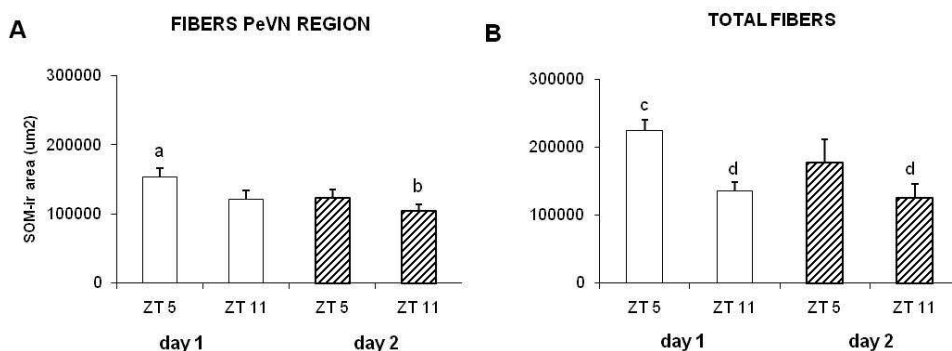 A
FIBERS PeVN REGION
300000
200000
100000
0
SOM-ir area (um2)
a
b
ZT 5 ZT 11 ZT 5 ZT 11
day 1 day 2
B
TOTAL FIBERS
300000
200000
100000
0
c
d
d
ZT 5 ZT 11 ZT 5 ZT 11
day 1 day 2